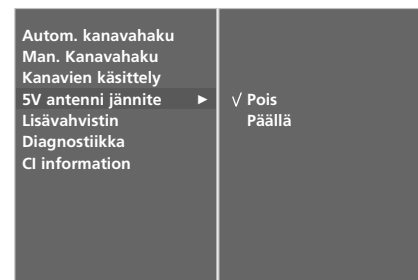 Autom. kanavahaku
Man. Kanavahaku
Kanavien käsittely
5V antenni jännite ► √ Pois
Lisävahvistin Päällä
Diagnostiikka
CI information